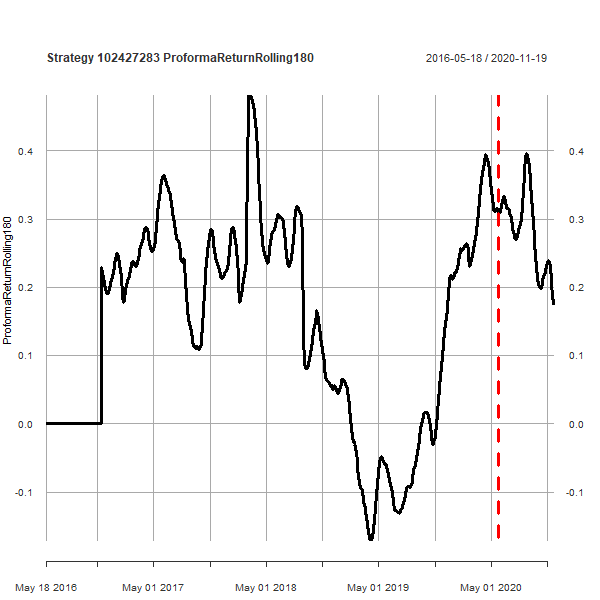 Strategy 102427283 ProformaReturnRolling180
2016-05-18 / 2020-11-19
ProformaReturnRolling180
0.4
0.3
0.2
0.1
0.0
-0.1
0.4
0.3
0.2
0.1
0.0
-0.1
May 18 2016
May 01 2017
May 01 2018
May 01 2019
May 01 2020